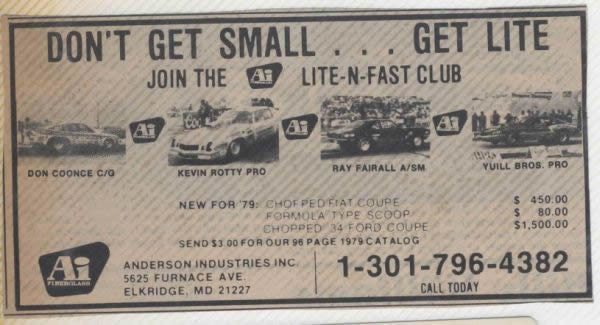 DON'T GET SMALL . . . GET LITE
JOIN THE Ai LITE-N-FAST CLUB
Ai
Ai
Ai
DON COONCE C/G
KEVIN ROTTY PRO
RAY FAIRALL A/SM
YUILL BROS. PRO
NEW FOR '79: CHOPPED FIAT COUPE $ 450.00
FORMULA TYPE SCOOP $ 80.00
CHOPPED '34 FORD COUPE $1,500.00
SEND $3.00 FOR OUR 96 PAGE 1979 CATALOG
Ai
FIBERGLASS
ANDERSON INDUSTRIES INC.
5625 FURNACE AVE.
ELKRIDGE, MD 21227
1-301-796-4382
CALL TODAY